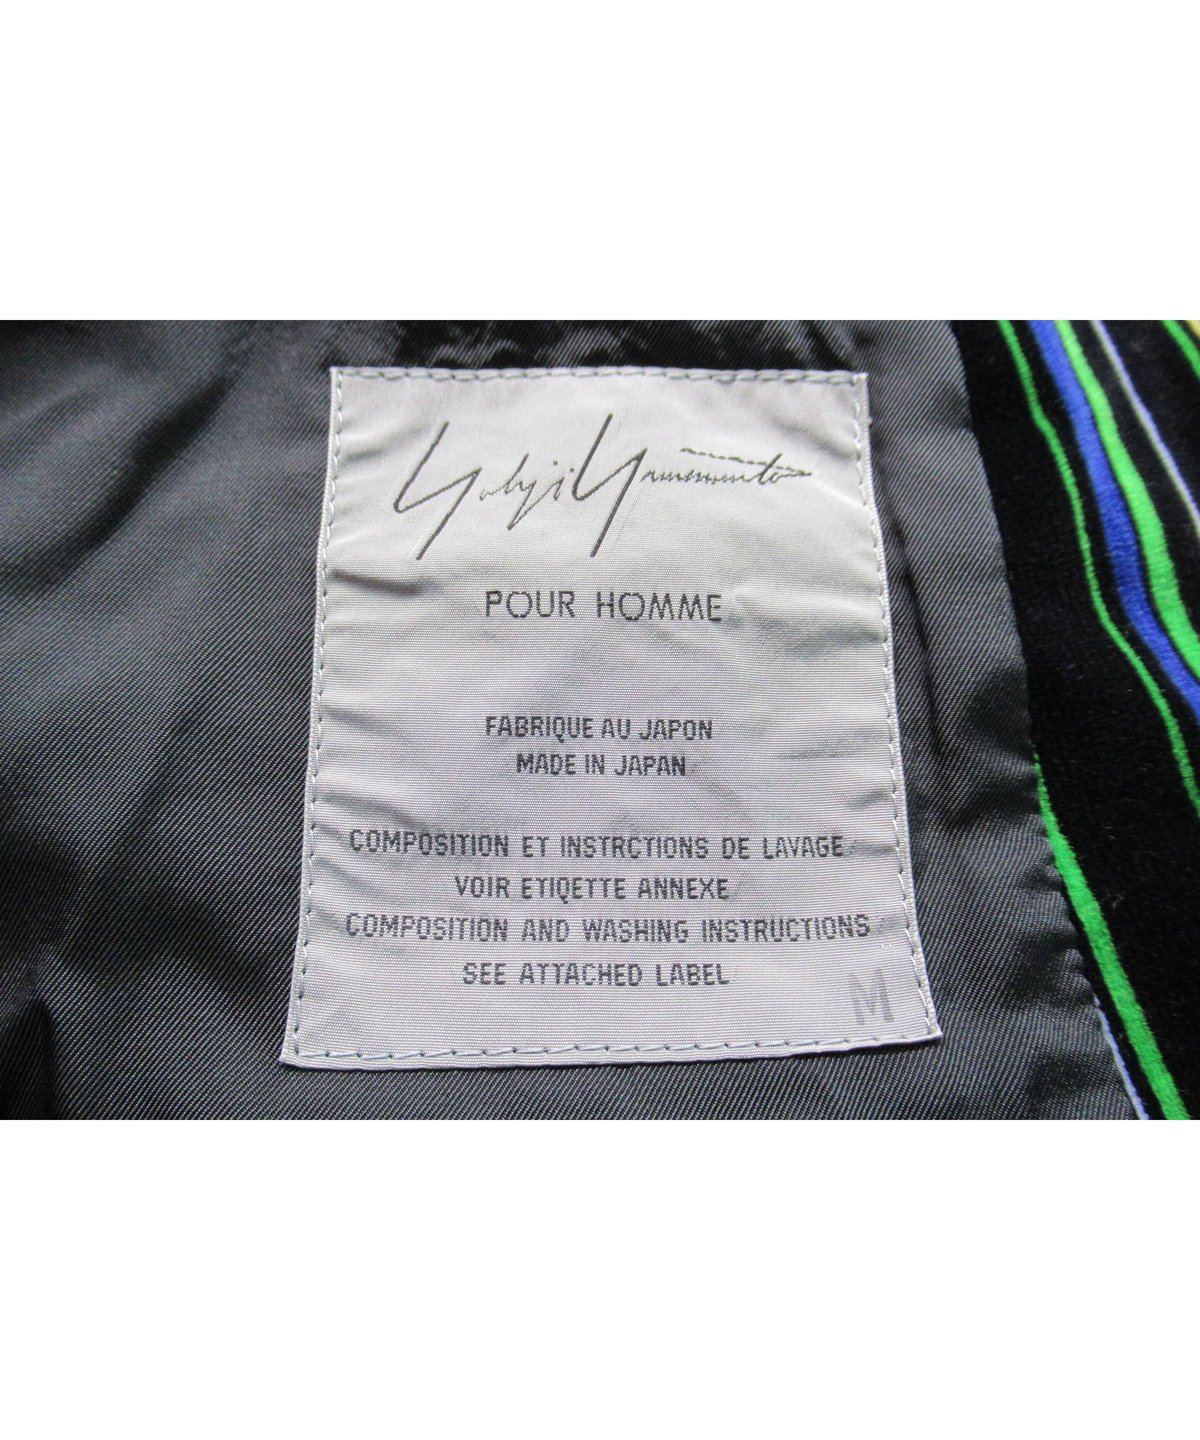 Yohji Yamamoto
POUR HOMME
FABRIQUE AU JAPON
MADE IN JAPAN
COMPOSITION ET INSTRCTIONS DE LAVAGE
VOIR ETIQETTE ANNEXE
COMPOSITION AND WASHING INSTRUCTIONS
SEE ATTACHED LABEL
M